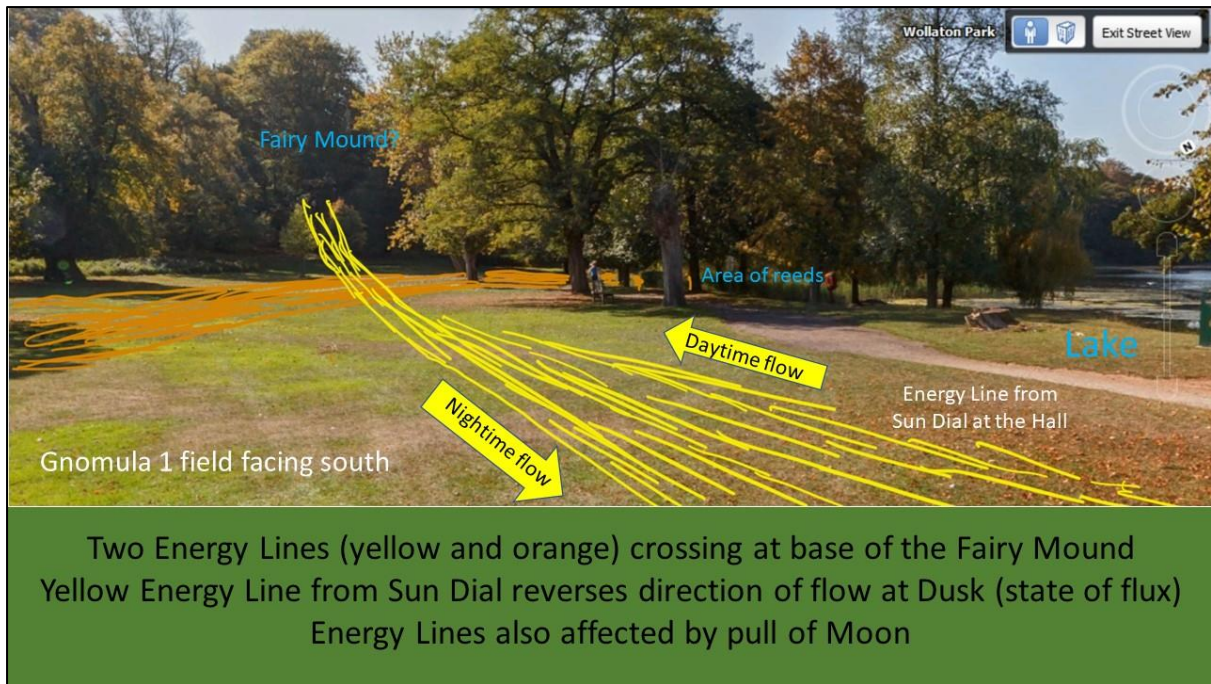 Wollaton Park
Exit Street View
Fairy Mound?
N
Area of reeds
Daytime flow
Lake
Energy Line from
Sun Dial at the Hall
Nightime flow
Gnomula 1 field facing south
Two Energy Lines (yellow and orange) crossing at base of the Fairy Mound
Yellow Energy Line from Sun Dial reverses direction of flow at Dusk (state of flux)
Energy Lines also affected by pull of Moon